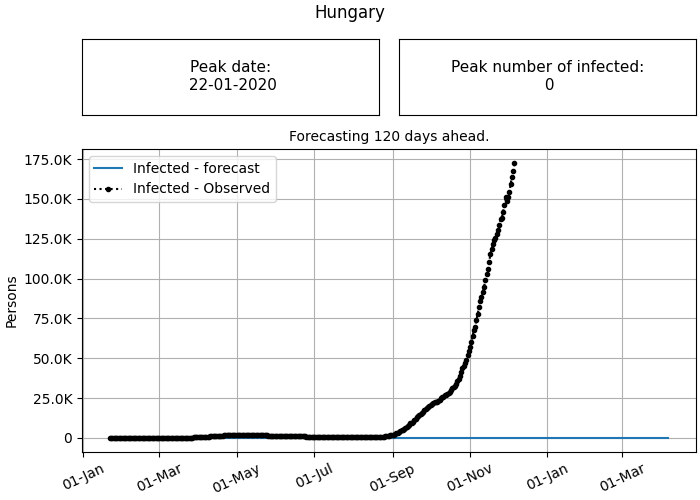 Hungary
Peak date:
22-01-2020
Peak number of infected:
0
Forecasting 120 days ahead.
Infected - forecast
Infected - Observed
175.0K
150.0K
125.0K
100.0K
75.0K
50.0K
25.0K
0
Persons
01-Jan
01-Mar
01-May
01-Jul
01-Sep
01-Nov
01-Jan
01-Mar